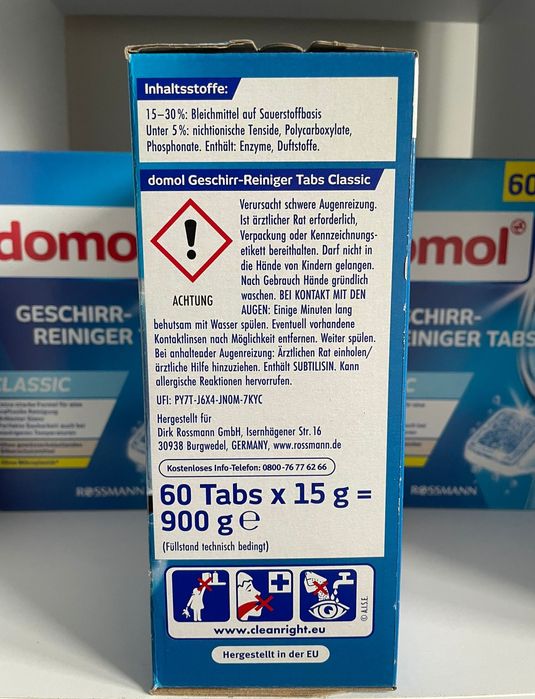 Inhaltsstoffe:
15–30%: Bleichmittel auf Sauerstoffbasis
Unter 5%: nichtionische Tenside, Polycarboxylate,
Phosphonate. Enthält: Enzyme, Duftstoffe.
domol Geschirr-Reiniger Tabs Classic
Verursacht schwere Augenreizung.
Ist ärztlicher Rat erforderlich,
Verpackung oder Kennzeichnungs-
etikett bereithalten. Darf nicht in
die Hände von Kindern gelangen.
Nach Gebrauch Hände gründlich
waschen. BEI KONTAKT MIT DEN
AUGEN: Einige Minuten lang
ACHTUNG
behutsam mit Wasser spülen. Eventuell vorhandene
Kontaktlinsen nach Möglichkeit entfernen. Weiter spülen.
Bei anhaltender Augenreizung: Ärztlichen Rat einholen/
ärztliche Hilfe hinzuziehen. Enthält SUBTILISIN. Kann
allergische Reaktionen hervorrufen.
UFI: PY7T-J6X4-JN0M-7KYC
Hergestellt für
Dirk Rossmann GmbH, Isernhägener Str. 16
30938 Burgwedel, GERMANY, www.rossmann.de
Kostenloses Info-Telefon: 0800-76 77 62 66
60 Tabs x 15 g =
900 g ℮
(Füllstand technisch bedingt)
© A.I.S.E.
www.cleanright.eu
Hergestellt in der EU
domol
GESCHIRR-
REINIGER
CLASSIC
ROSSMANN
60
omol®
CHIRR-
NIGER TABS
CLASSIC
ROSSMANN